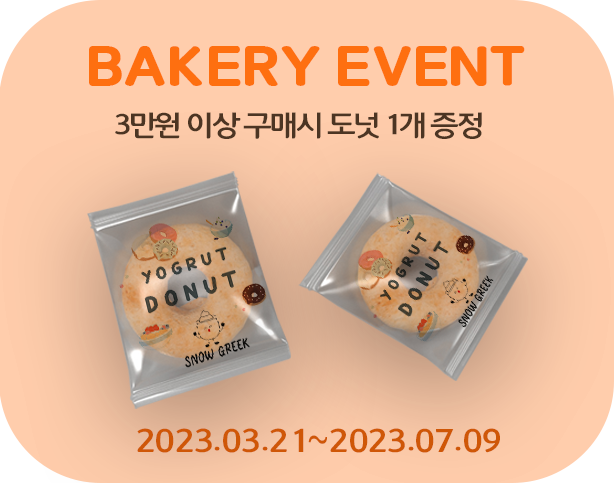 BAKERY EVENT
3만원 이상 구매시 도넛 1개 증정
YOGRUT
DONUT
SNOW GREEK
YOGRUT
DONUT
SNOW GREEK
2023.03.21~2023.07.09